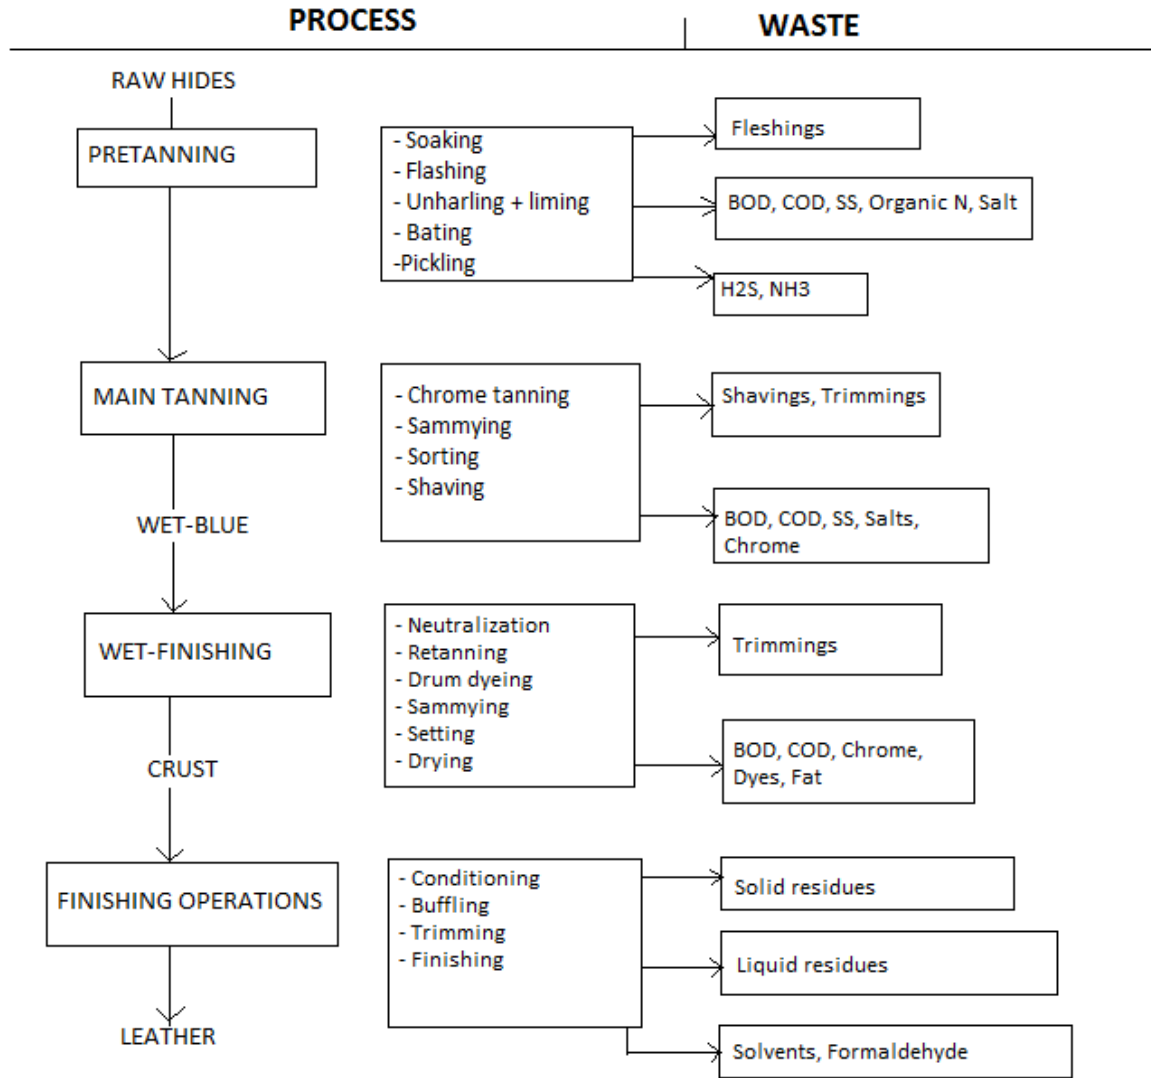 PROCESS
WASTE
RAW HIDES
PRETANNING
- Soaking
- Flashing
- Unharling + liming
- Bating
-Pickling
Fleshings
BOD, COD, SS, Organic N, Salt
H2S, NH3
MAIN TANNING
- Chrome tanning
- Sammying
- Sorting
- Shaving
Shavings, Trimmings
BOD, COD, SS, Salts,
Chrome
WET-BLUE
WET-FINISHING
- Neutralization
- Retanning
- Drum dyeing
- Sammying
- Setting
- Drying
Trimmings
BOD, COD, Chrome,
Dyes, Fat
CRUST
FINISHING OPERATIONS
- Conditioning
- Buffling
- Trimming
- Finishing
Solid residues
Liquid residues
Solvents, Formaldehyde
LEATHER